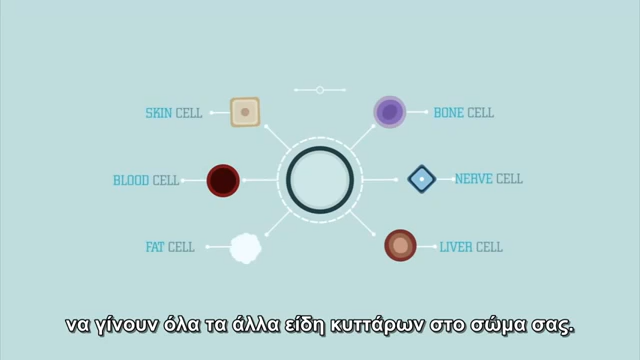 SKIN CELL
BONE CELL
BLOOD CELL
NERVE CELL
FAT CELL
LIVER CELL
να γίνουν όλα τα άλλα είδη κυττάρων στο σώμα σας.